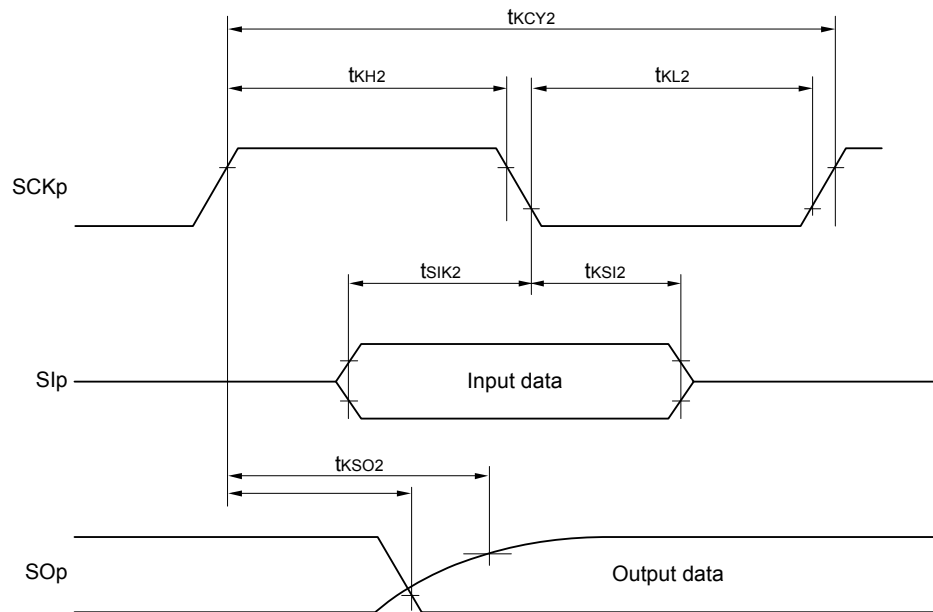 tKCY2
tKH2 tKL2
SCKp
tSIK2 tKSI2
SIp Input data
tKSO2
SOp Output data